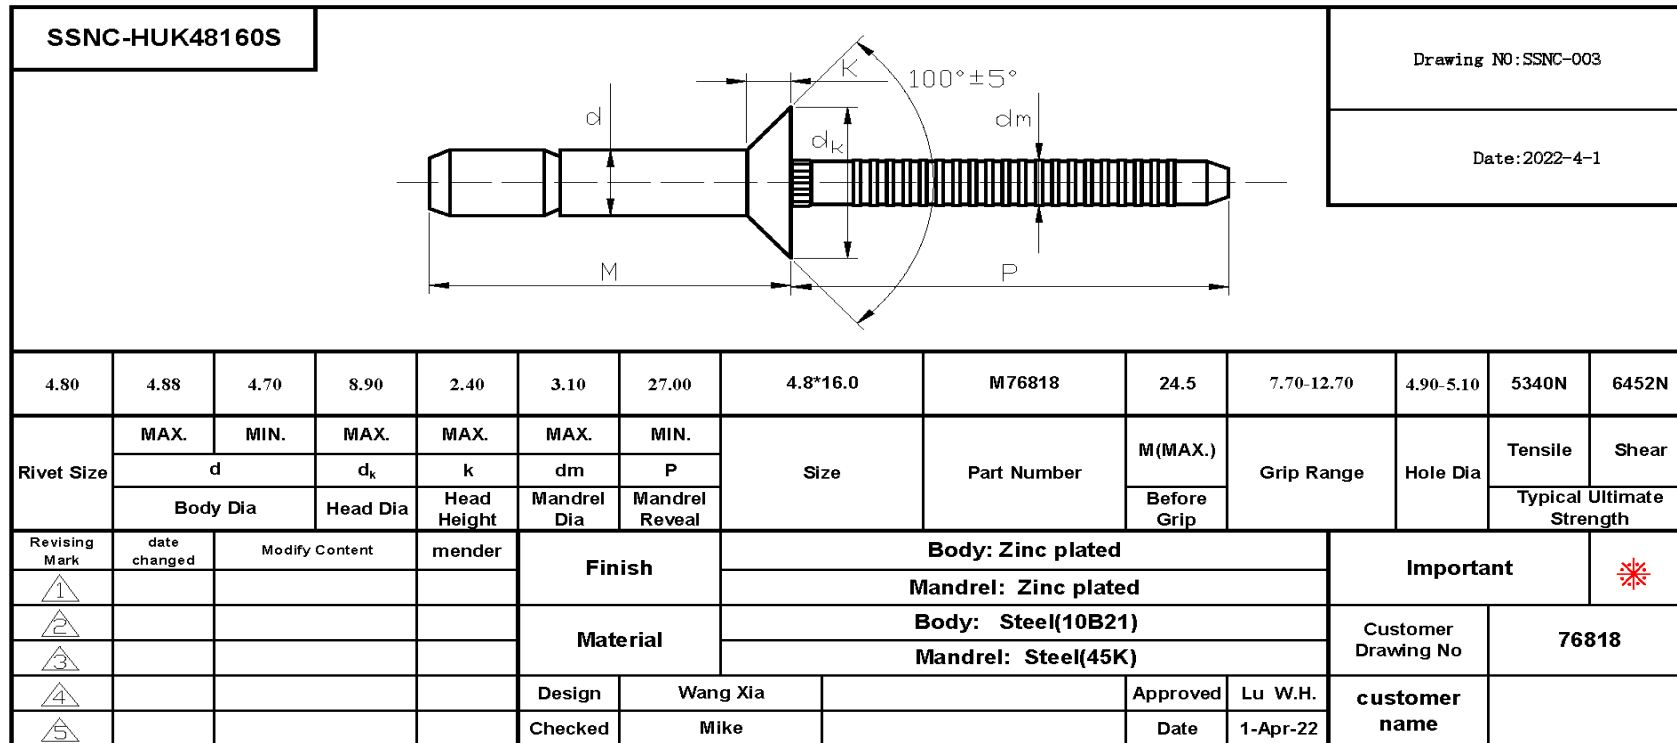 SSNC-HUK48160S
Drawing NO:SSNC-003
Date:2022-4-1
K
100°±5°
d
dk
dm
M
P
4.80 4.88 4.70 8.90 2.40 3.10 27.00 4.8*16.0 M76818 24.5 7.70-12.70 4.90-5.10 5340N 6452N
Rivet Size
MAX. MIN. MAX. MAX. MAX. MIN.
d dk k dm P
Body Dia
Head Dia
Head
Height
Mandrel
Dia
Mandrel
Reveal
Size
Part Number
M(MAX.)
Before
Grip
Grip Range
Hole Dia
Tensile
Shear
Typical Ultimate
Strength
Revising
Mark
date
changed
Modify Content
mender
1
2
3
4
5
Finish
Body: Zinc plated
Mandrel: Zinc plated
Material
Body: Steel(10B21)
Mandrel: Steel(45K)
Important
Customer
Drawing No
76818
Design
Wang Xia
Approved
Lu W.H.
customer
name
Checked
Mike
Date
1-Apr-22